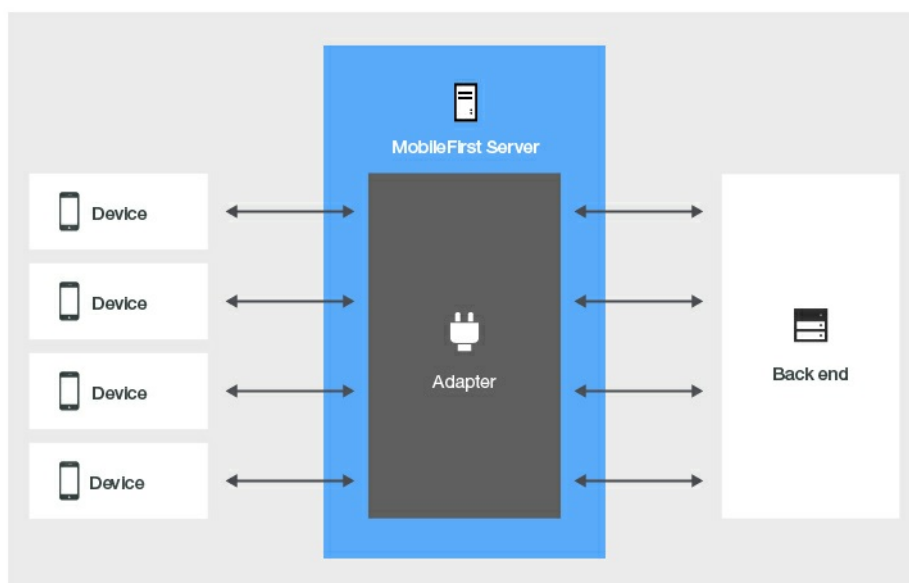 MobileFirst Server
Device
Device
Device
Device
Adapter
Back end